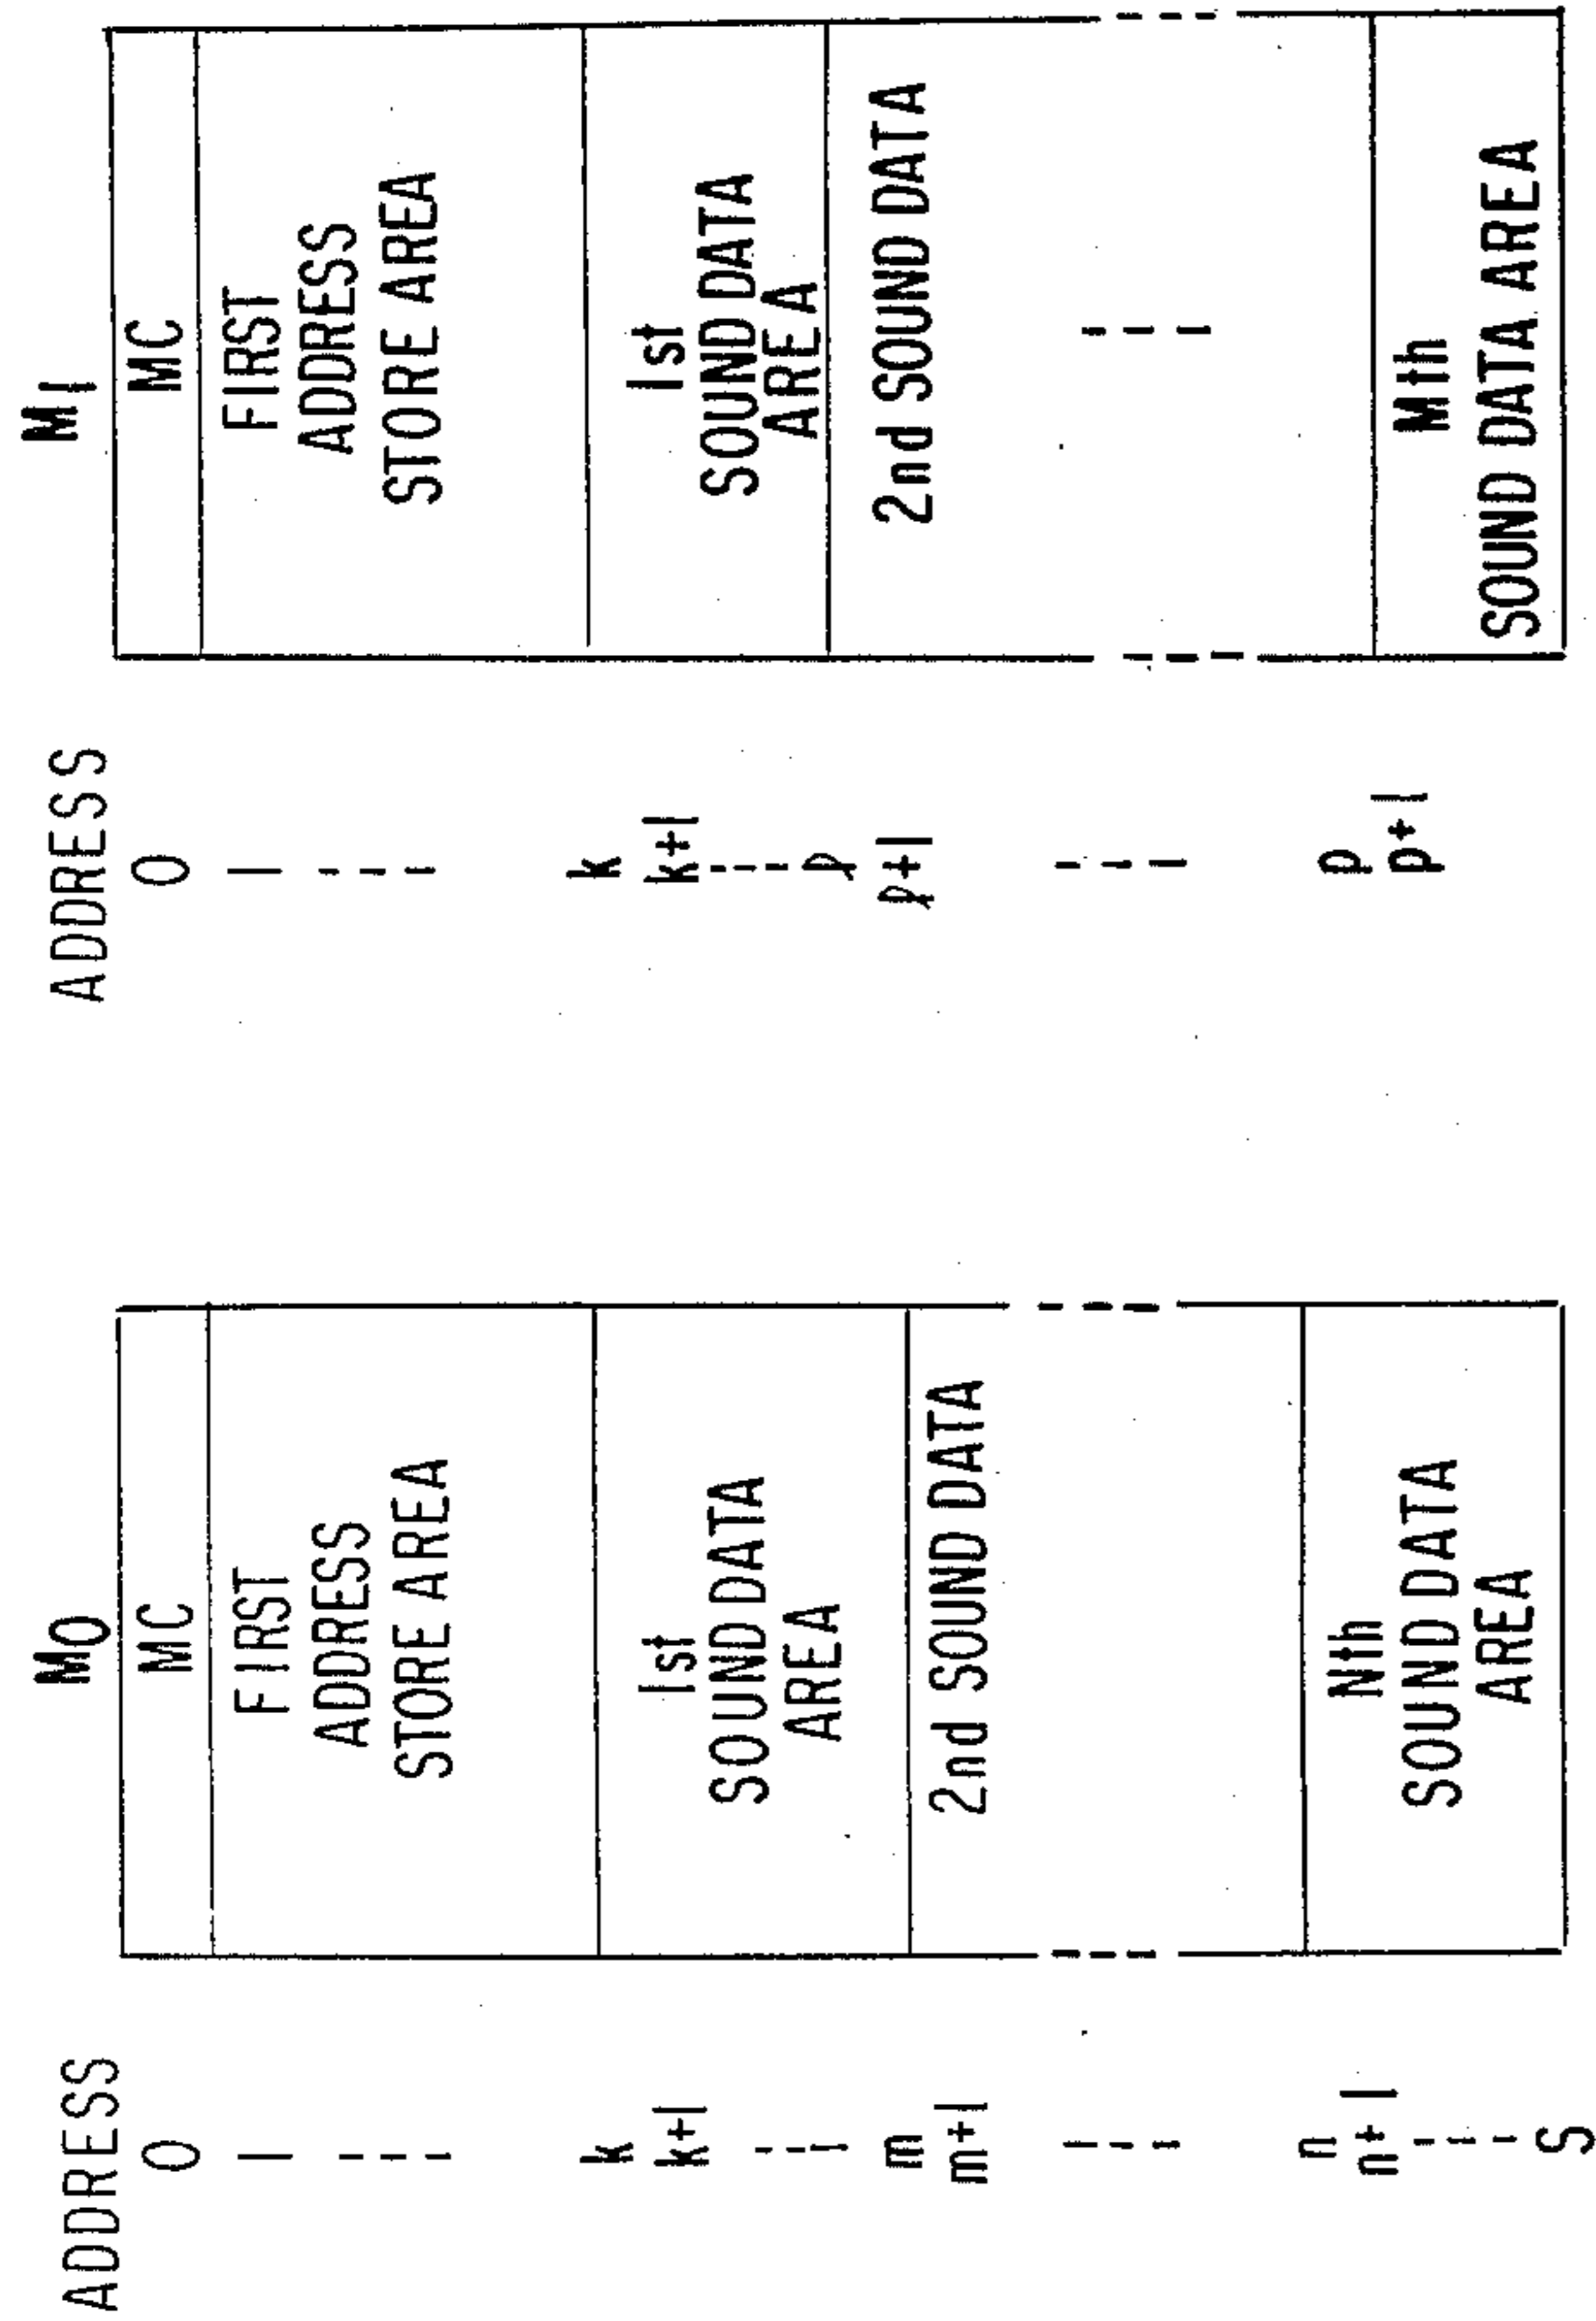 ADDRESS
0
1
k
k+1
m
m+1
n
n+1
S
M0
MC
FIRST
ADDRESS
STORE AREA
1st
SOUND DATA
AREA
2nd SOUND DATA
Nth
SOUND DATA
AREA
ADDRESS
0
1
k
k+1
ℓ
ℓ+1
p
p+1
M1
MC
FIRST
ADDRESS
STORE AREA
1st
SOUND DATA
AREA
2nd SOUND DATA
Mth
SOUND DATA AREA